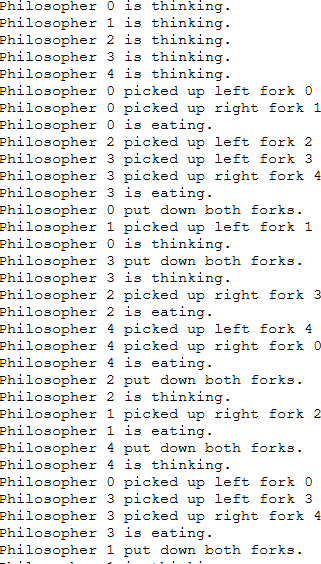 Philosopher 0 is thinking.
Philosopher 1 is thinking.
Philosopher 2 is thinking.
Philosopher 3 is thinking.
Philosopher 4 is thinking.
Philosopher 0 picked up left fork 0
Philosopher 0 picked up right fork 1
Philosopher 0 is eating.
Philosopher 2 picked up left fork 2
Philosopher 3 picked up left fork 3
Philosopher 3 picked up right fork 4
Philosopher 3 is eating.
Philosopher 0 put down both forks.
Philosopher 1 picked up left fork 1
Philosopher 0 is thinking.
Philosopher 3 put down both forks.
Philosopher 3 is thinking.
Philosopher 2 picked up right fork 3
Philosopher 2 is eating.
Philosopher 4 picked up left fork 4
Philosopher 4 picked up right fork 0
Philosopher 4 is eating.
Philosopher 2 put down both forks.
Philosopher 2 is thinking.
Philosopher 1 picked up right fork 2
Philosopher 1 is eating.
Philosopher 4 put down both forks.
Philosopher 4 is thinking.
Philosopher 0 picked up left fork 0
Philosopher 3 picked up left fork 3
Philosopher 3 picked up right fork 4
Philosopher 3 is eating.
Philosopher 1 put down both forks.